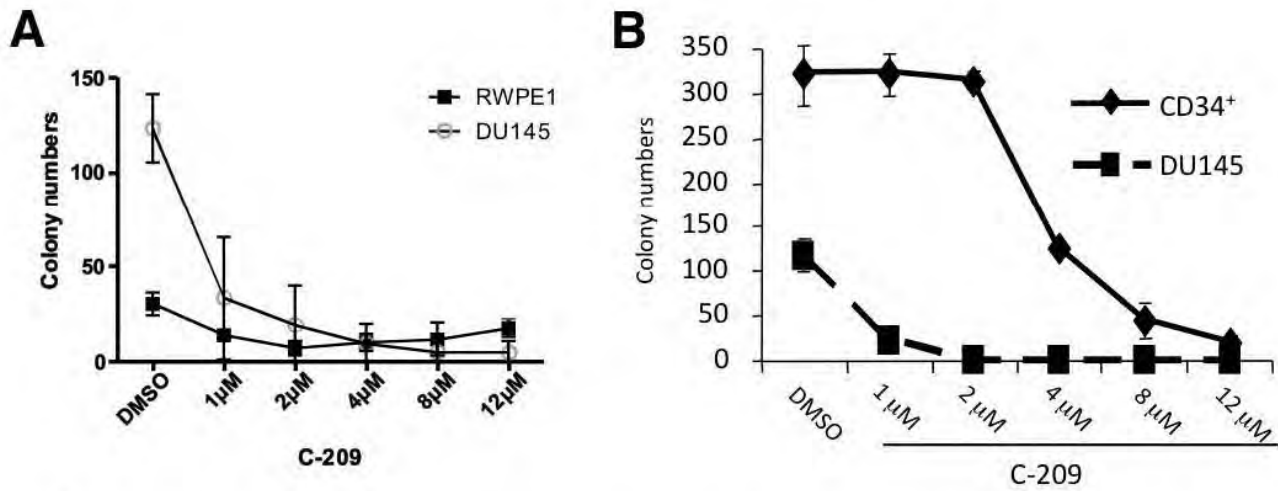 A
Colony numbers
150
100
50
0
RWPE1
DU145
DMSO
1µM
2µM
4µM
8µM
12µM
C-209
B
Colony numbers
350
300
250
200
150
100
50
0
CD34⁺
DU145
DMSO
1 µM
2 µM
4 µM
8 µM
12 µM
C-209